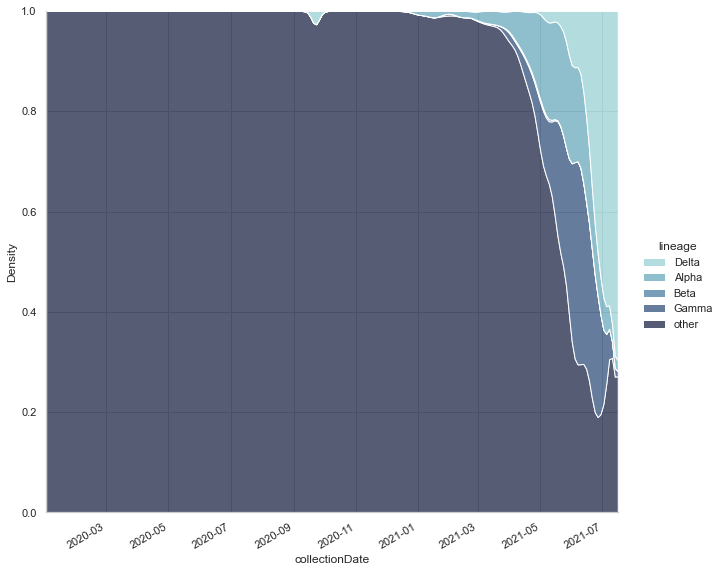 1.0
0.8
0.6
0.4
0.2
0.0
Density
2020-03
2020-05
2020-07
2020-09
2020-11
2021-01
2021-03
2021-05
2021-07
collectionDate
lineage
Delta
Alpha
Beta
Gamma
other